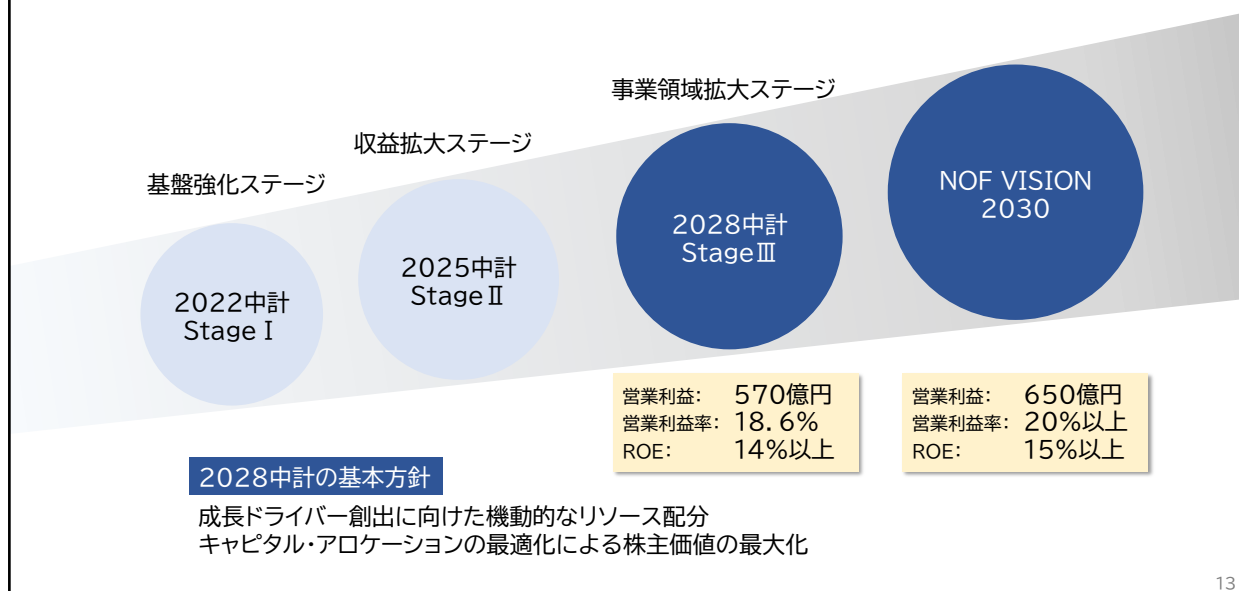 事業領域拡大ステージ
収益拡大ステージ
基盤強化ステージ
2022中計
StageⅠ
2025中計
StageⅡ
2028中計
StageⅢ
NOF VISION
2030
営業利益: 570億円
営業利益率: 18.6%
ROE: 14%以上
営業利益: 650億円
営業利益率: 20%以上
ROE: 15%以上
2028中計の基本方針
成長ドライバー創出に向けた機動的なリソース配分
キャピタル・アロケーションの最適化による株主価値の最大化
13